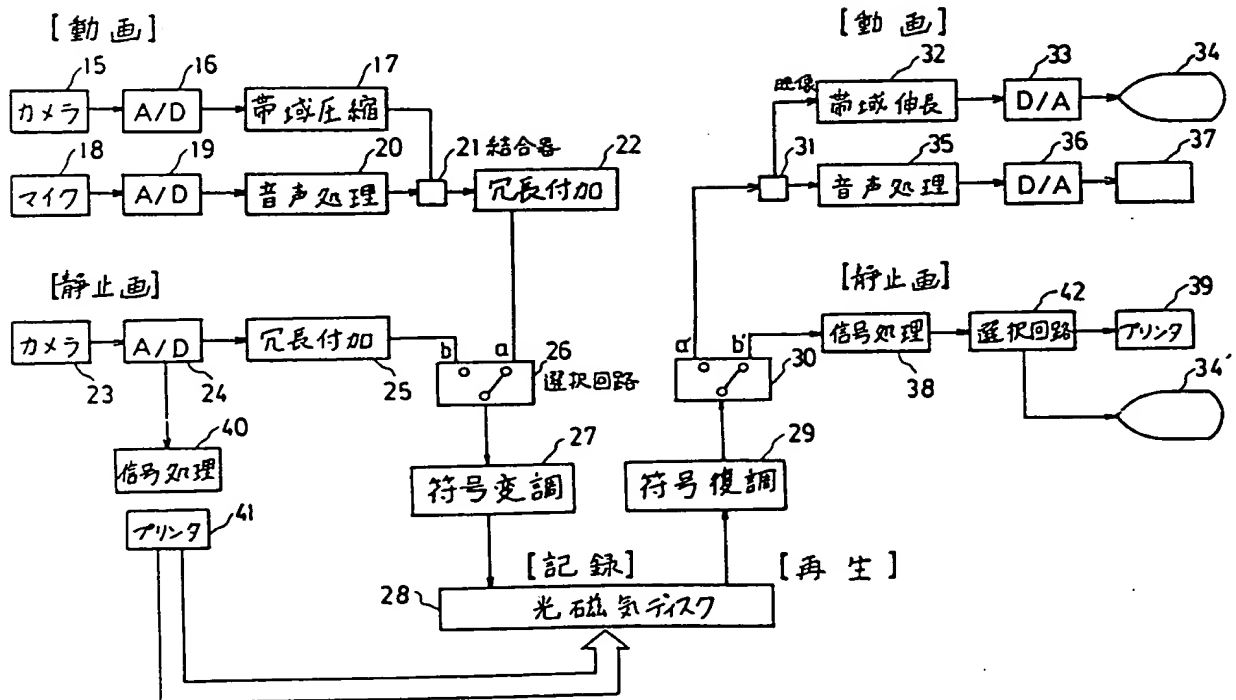 [動画]
15
16
17
カメラ
A/D
帯域圧縮
18
19
20
21 結合器
22
マイク
A/D
音声処理
冗長付加
[静止画]
カメラ
A/D
冗長付加
23
24
25
b
a
26
選択回路
40
信号処理
27
符号変調
プリンタ
41
[記録]
28
光磁気ディスク
[動画]
映像
32
33
34
帯域伸長
D/A
31
35
36
37
音声処理
D/A
[静止画]
42
39
a'
b'
信号処理
選択回路
プリンタ
30
38
34'
29
符号復調
[再生]